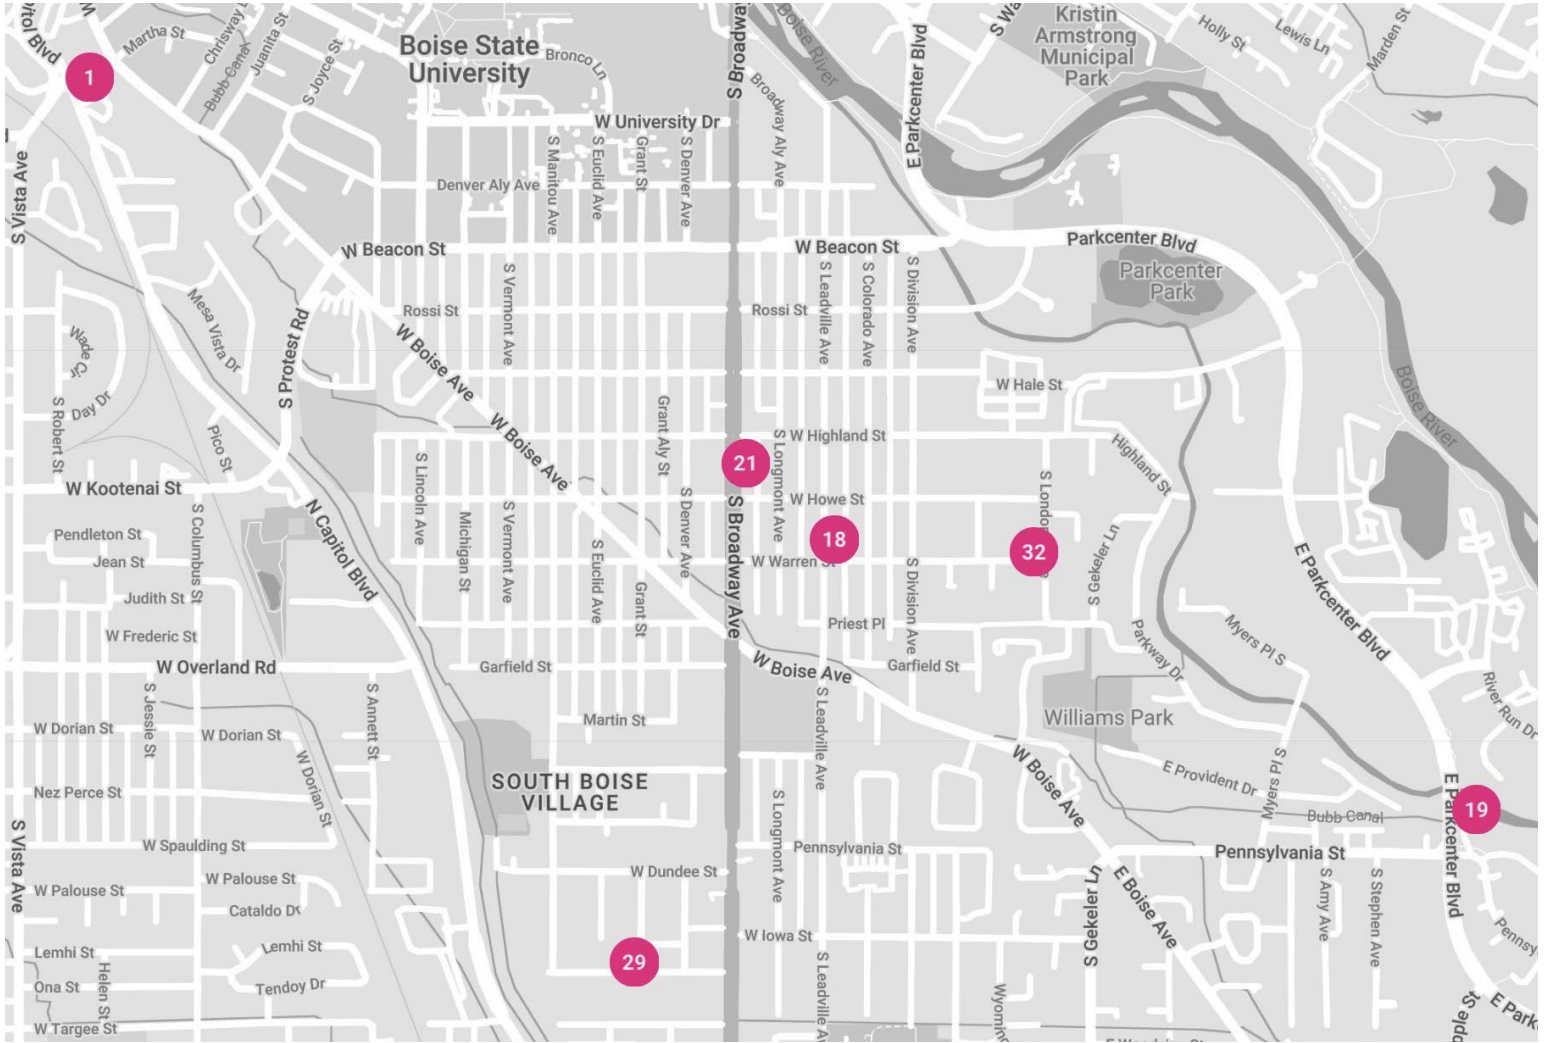 Martha St
Chrisway
Juanita St
Bubb Canal
S Joyce St
Boise State
University
Bronco Ln
S Broadway
Boise River
E Parkcenter Blvd
Kristin
Armstrong
Municipal
Park
Holly St
Lewis Ln
Marden St
1
S Vista Ave
W University Dr
Broadway Aly Ave
S Manitou Ave
S Euclid Ave
Grant St
S Denver Ave
Denver Aly Ave
W Beacon St
W Beacon St
Parkcenter Blvd
Parkcenter
Park
S Vermont Ave
S Leadville Ave
S Colorado Ave
S Division Ave
Mesa Vista Dr
S Protest Rd
Rossi St
Rossi St
W Boise Ave
Wade Cir
Day Dr
S Robert St
Pico St
W Hale St
Boise River
Grant Aly St
W Boise Ave
W Highland St
Highland St
S Longmont Ave
21
W Kootenai St
N Capitol Blvd
S Columbus St
S Lincoln Ave
Michigan St
S Vermont Ave
S Denver Ave
S Broadway Ave
W Howe St
18
32
S Gekeler Ln
Pendleton St
Jean St
W Warren St
S Euclid Ave
Grant St
S Division Ave
E Parkcenter Blvd
Judith St
W Frederic St
Priest Pl
Parkway Dr
Myers Pl S
W Overland Rd
Garfield St
W Boise Ave
Garfield St
River Run Dr
S Jessie St
S Annett St
Martin St
S Leadville Ave
Williams Park
W Dorian St
W Dorian St
W Dorian St
SOUTH BOISE
VILLAGE
W Boise Ave
E Provident Dr
Myers Pl S
Nez Perce St
S Longmont Ave
Bubb Canal
E Parkcenter Blvd
19
S Vista Ave
W Spaulding St
Pennsylvania St
Pennsylvania St
W Palouse St
W Palouse St
W Dundee St
S Gekeler Ln
E Boise Ave
S Amy Ave
S Stephen Ave
Cataldo Dr
Lemhi St
Lemhi St
W Iowa St
29
Helen St
Ona St
Tendoy Dr
S Leadville
W Targee St